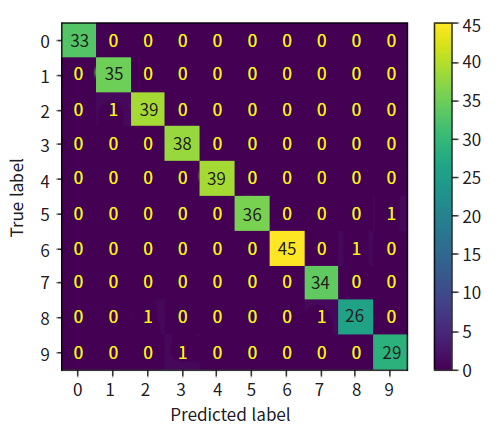 0 33 0 0 0 0 0 0 0 0 0
1 0 35 0 0 0 0 0 0 0 0
2 0 1 39 0 0 0 0 0 0 0
3 0 0 0 38 0 0 0 0 0 0
4 0 0 0 0 39 0 0 0 0 0
5 0 0 0 0 0 36 0 0 0 1
6 0 0 0 0 0 0 45 0 1 0
7 0 0 0 0 0 0 0 34 0 0
8 0 0 1 0 0 0 0 1 26 0
9 0 0 0 1 0 0 0 0 0 29
0 1 2 3 4 5 6 7 8 9
Predicted label
True label
45
40
35
30
25
20
15
10
5
0